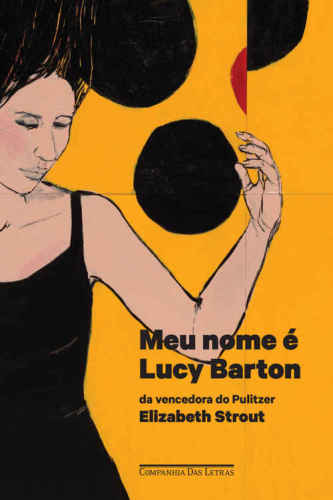 Meu nome é
Lucy Barton
da vencedora do Pulitzer
Elizabeth Strout
COMPANHIA DAS LETRAS